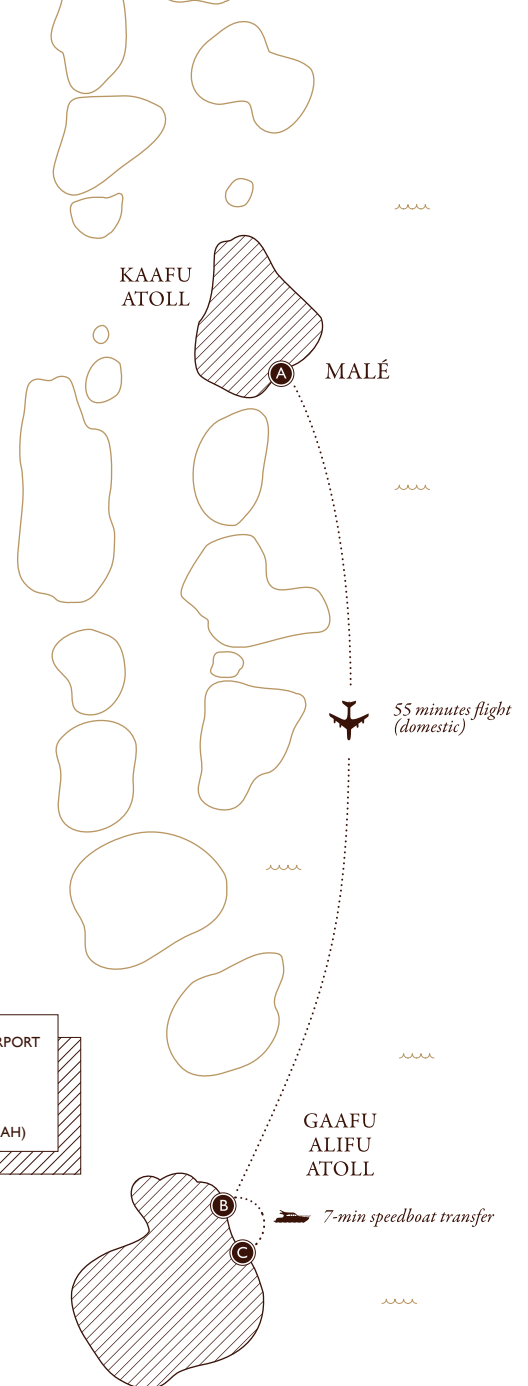 KAAFU
ATOLL
A
MALÉ
55 minutes flight
(domestic)
RPORT
AH)
GAAFU
ALIFU
ATOLL
B
7-min speedboat transfer
C